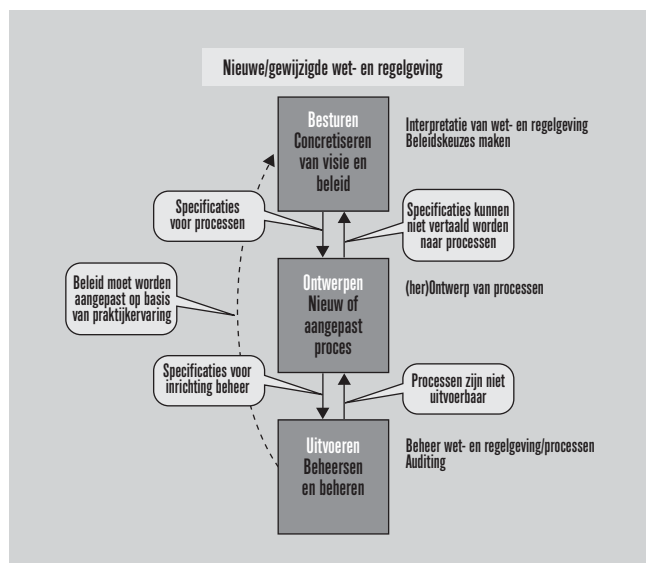 Nieuwe/gewijzigde wet- en regelgeving
Besturen
Concretiseren
van visie en
beleid
Interpretatie van wet- en regelgeving
Beleidskeuzes maken
Specificaties
voor processen
Specificaties kunnen
niet vertaald worden
naar processen
Beleid moet worden
aangepast op basis
van praktijkervaring
Ontwerpen
Nieuw of
aangepast
proces
(her)Ontwerp van processen
Specificaties voor
inrichting beheer
Processen zijn niet
uitvoerbaar
Uitvoeren
Beheersen
en beheren
Beheer wet- en regelgeving/processen
Auditing